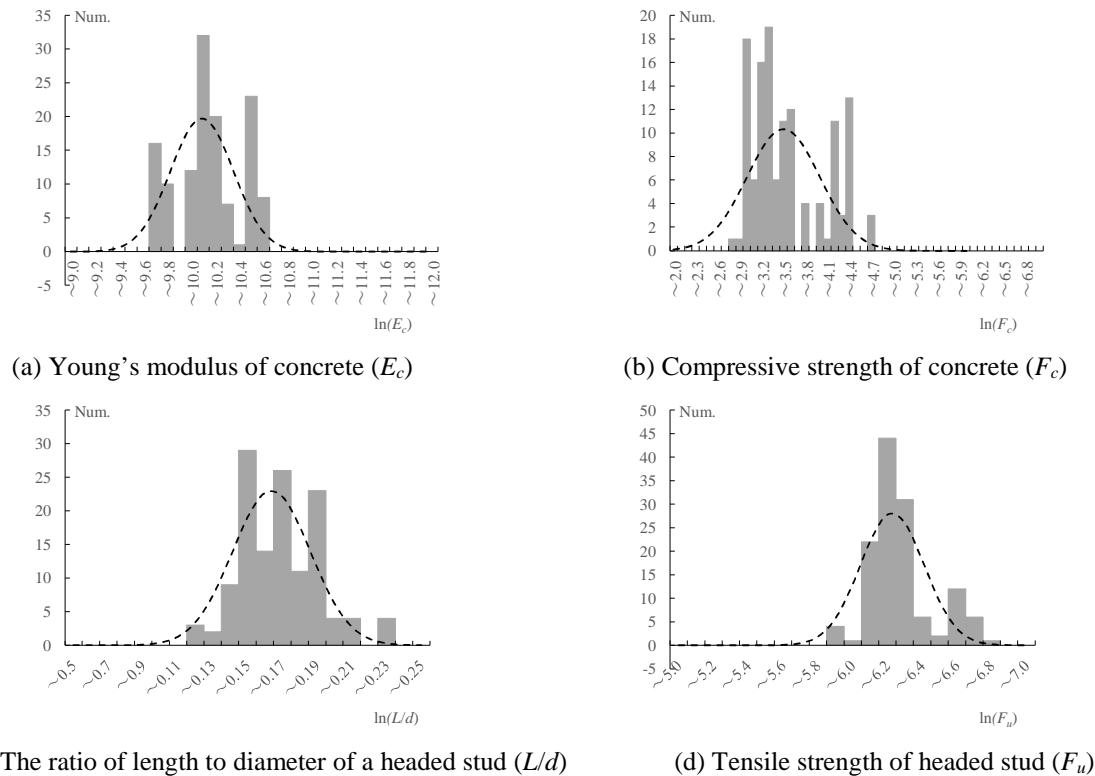 35 Num.
30
25
20
15
10
5
0
-5
~9.0 ~9.2 ~9.4 ~9.6 ~9.8 ~10.0 ~10.2 ~10.4 ~10.6 ~10.8 ~11.0 ~11.2 ~11.4 ~11.6 ~11.8 ~12.0
ln(Ec)
(a) Young's modulus of concrete (Ec)
20 Num.
18
16
14
12
10
8
6
4
2
0
~2.0 ~2.3 ~2.6 ~2.9 ~3.2 ~3.5 ~3.8 ~4.1 ~4.4 ~4.7 ~5.0 ~5.3 ~5.6 ~5.9 ~6.2 ~6.5 ~6.8
ln(Fc)
(b) Compressive strength of concrete (Fc)
35 Num.
30
25
20
15
10
5
0
~0.5 ~0.7 ~0.9 ~0.11 ~0.13 ~0.15 ~0.17 ~0.19 ~0.21 ~0.23 ~0.25
ln(L/d)
The ratio of length to diameter of a headed stud (L/d)
50 Num.
45
40
35
30
25
20
15
10
5
0
-5
~5.0 ~5.2 ~5.4 ~5.6 ~5.8 ~6.0 ~6.2 ~6.4 ~6.6 ~6.8 ~7.0
ln(Fu)
(d) Tensile strength of headed stud (Fu)